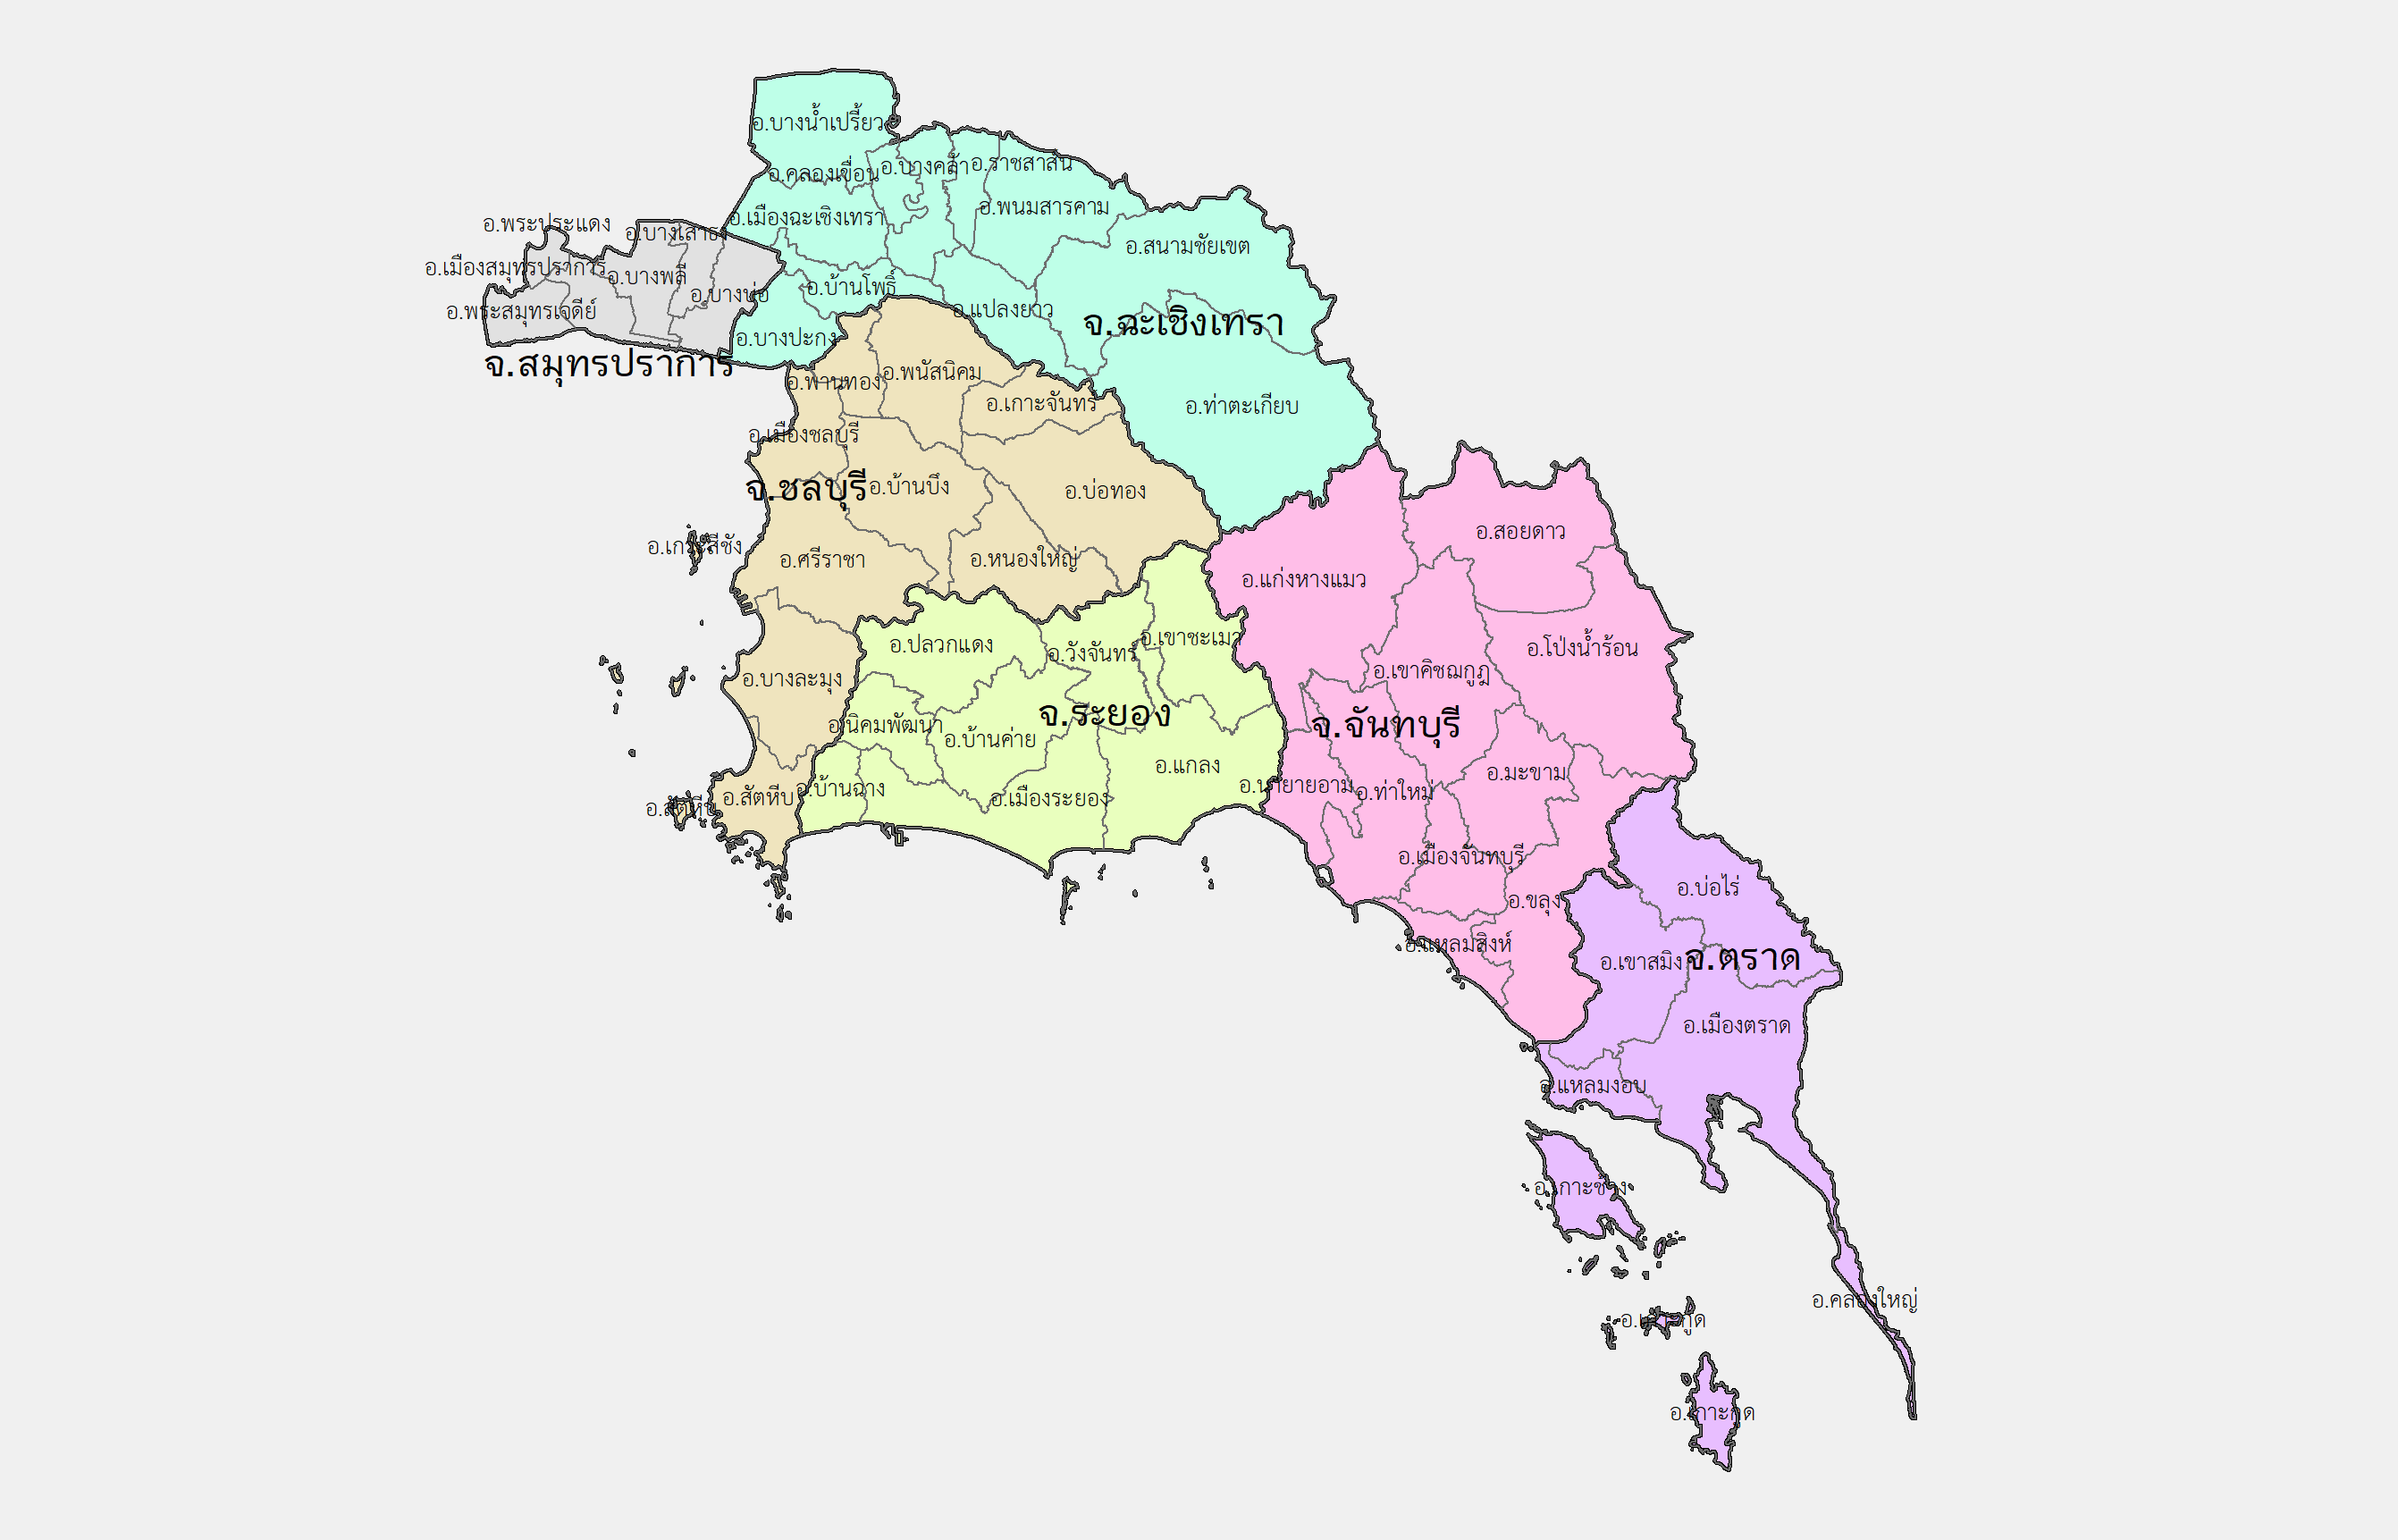 อ.บางน้ำเปรี้ยว
อ.คลองเขื่อน
อ.บางคล้า
อ.ราชสาส์น
อ.เมืองฉะเชิงเทรา
อ.พนมสารคาม
อ.พระประแดง
อ.บางเสาธง
อ.สนามชัยเขต
อ.เมืองสมุทรปราการ
อ.บางพลี
อ.บางบ่อ
อ.บ้านโพธิ์
อ.พระสมุทรเจดีย์
อ.แปลงยาว
จ.ฉะเชิงเทรา
อ.บางปะกง
จ.สมุทรปราการ
อ.พานทอง
อ.พนัสนิคม
อ.เกาะจันทร์
อ.ท่าตะเกียบ
อ.เมืองชลบุรี
จ.ชลบุรี
อ.บ้านบึง
อ.บ่อทอง
อ.เกาะสีชัง
อ.ศรีราชา
อ.หนองใหญ่
อ.แก่งหางแมว
อ.สอยดาว
อ.ปลวกแดง
อ.วังจันทร์
อ.เขาชะเมา
อ.โป่งน้ำร้อน
อ.บางละมุง
อ.เขาคิชฌกูฏ
อ.นิคมพัฒนา
อ.บ้านค่าย
จ.ระยอง
จ.จันทบุรี
อ.แกลง
อ.มะขาม
อ.สัตหีบ
อ.สัตหีบ
อ.บ้านฉาง
อ.เมืองระยอง
อ.นายายอาม
อ.ท่าใหม่
อ.เมืองจันทบุรี
อ.ขลุง
อ.บ่อไร่
อ.แหลมสิงห์
อ.เขาสมิง
จ.ตราด
อ.เมืองตราด
อ.แหลมงอบ
อ.เกาะช้าง
อ.คลองใหญ่
อ.เกาะกูด
อ.เกาะกูด